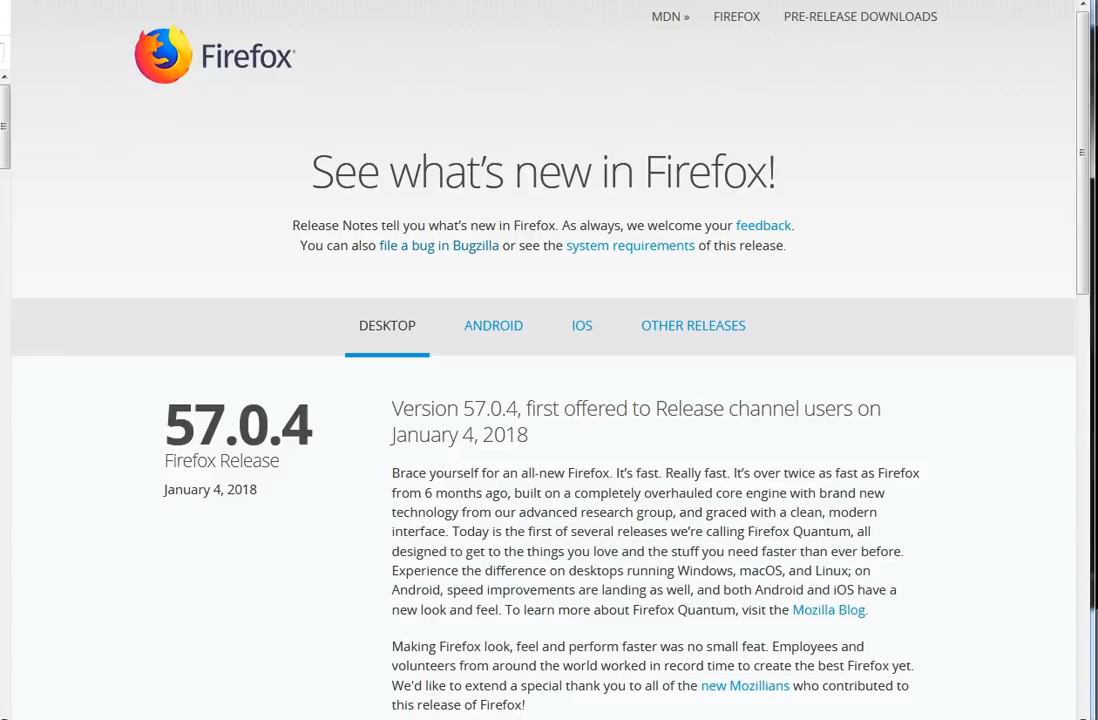 MDN » FIREFOX PRE-RELEASE DOWNLOADS
Firefox
See what's new in Firefox!
Release Notes tell you what's new in Firefox. As always, we welcome your feedback.
You can also file a bug in Bugzilla or see the system requirements of this release.
DESKTOP ANDROID IOS OTHER RELEASES
57.0.4
Firefox Release
January 4, 2018
Version 57.0.4, first offered to Release channel users on
January 4, 2018
Brace yourself for an all-new Firefox. It's fast. Really fast. It's over twice as fast as Firefox
from 6 months ago, built on a completely overhauled core engine with brand new
technology from our advanced research group, and graced with a clean, modern
interface. Today is the first of several releases we're calling Firefox Quantum, all
designed to get to the things you love and the stuff you need faster than ever before.
Experience the difference on desktops running Windows, macOS, and Linux; on
Android, speed improvements are landing as well, and both Android and iOS have a
new look and feel. To learn more about Firefox Quantum, visit the Mozilla Blog.
Making Firefox look, feel and perform faster was no small feat. Employees and
volunteers from around the world worked in record time to create the best Firefox yet.
We'd like to extend a special thank you to all of the new Mozillians who contributed to
this release of Firefox!